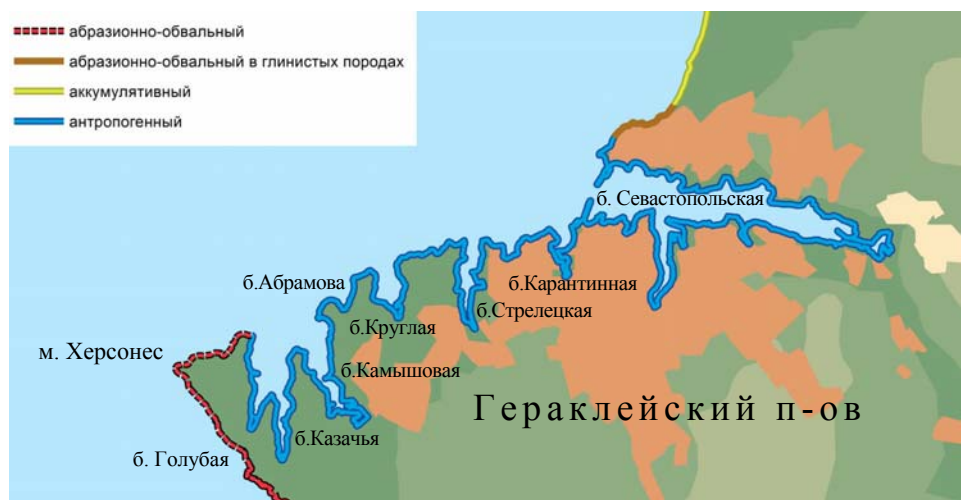 абразионно-обвальный
абразионно-обвальный в глинистых породах
аккумулятивный
антропогенный
б. Севастопольская
б.Абрамова
б.Карантинная
б.Стрелецкая
б.Круглая
м. Херсонес
б.Камышовая
Гераклейский п-ов
б.Казачья
б. Голубая